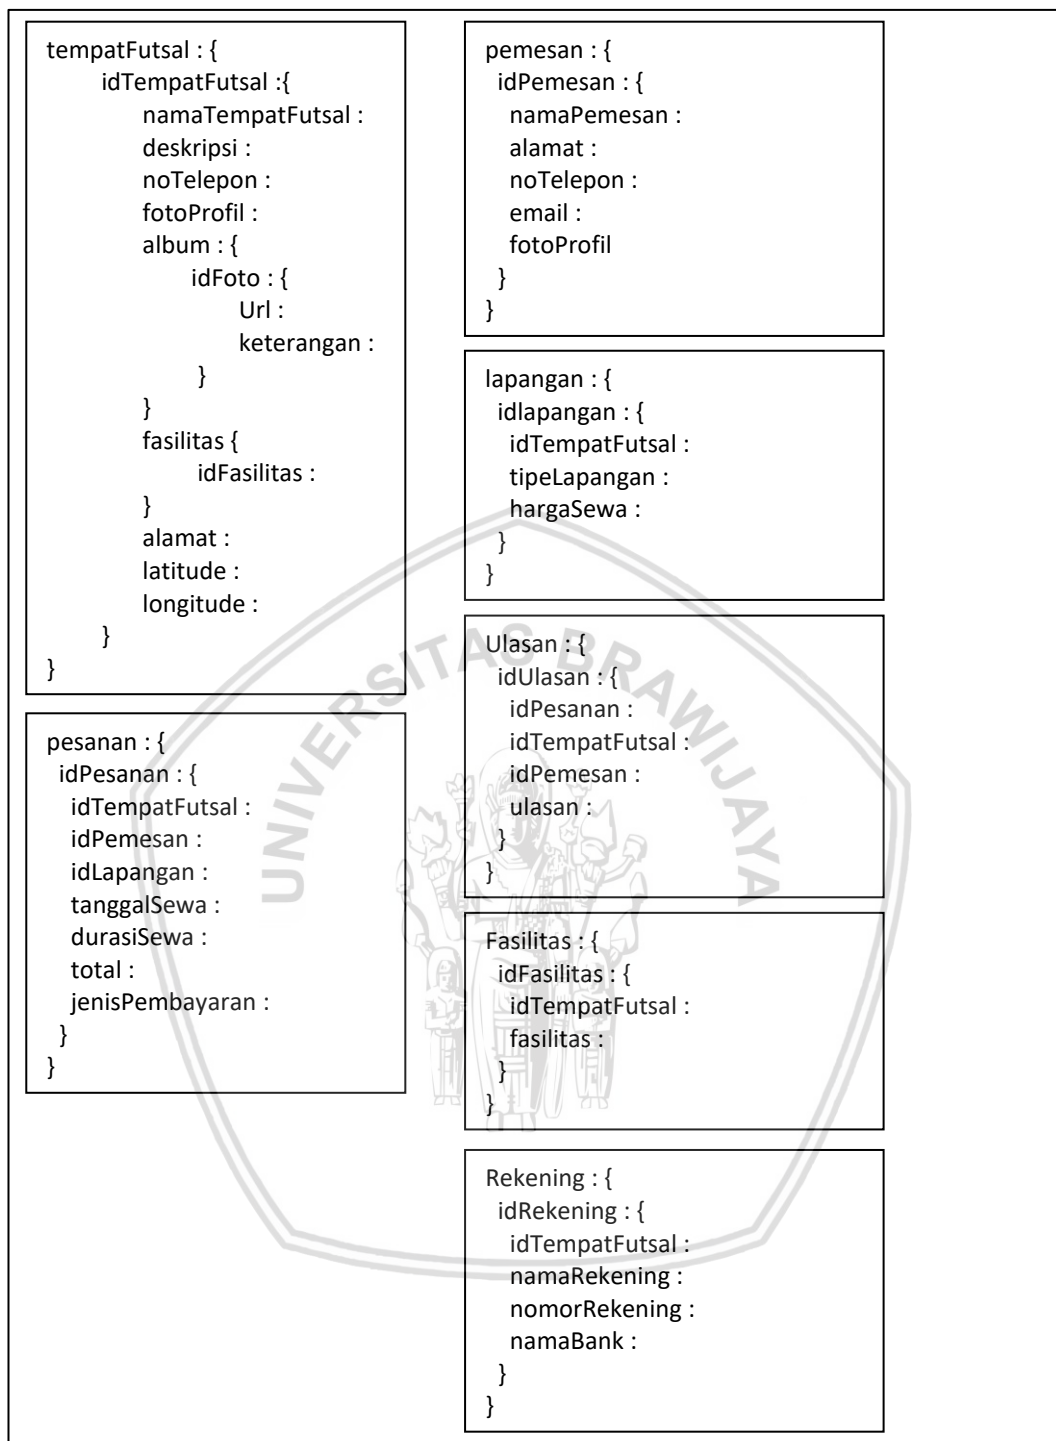 tempatFutsal : {
idTempatFutsal :{
namaTempatFutsal :
deskripsi :
noTelepon :
fotoProfil :
album : {
idFoto : {
Url :
keterangan :
}
}
fasilitas {
idFasilitas :
}
alamat :
latitude :
longitude :
}
}
pesanan : {
idPesanan : {
idTempatFutsal :
idPemesan :
idLapangan :
tanggalSewa :
durasiSewa :
total :
jenisPembayaran :
}
}
pemesan : {
idPemesan : {
namaPemesan :
alamat :
noTelepon :
email :
fotoProfil
}
}
lapangan : {
idlapangan : {
idTempatFutsal :
tipeLapangan :
hargaSewa :
}
}
Ulasan : {
idUlasan : {
idPesanan :
idTempatFutsal :
idPemesan :
ulasan :
}
}
Fasilitas : {
idFasilitas : {
idTempatFutsal :
fasilitas :
}
}
Rekening : {
idRekening : {
idTempatFutsal :
namaRekening :
nomorRekening :
namaBank :
}
}
UNIVERSITAS BRAWIJAYA